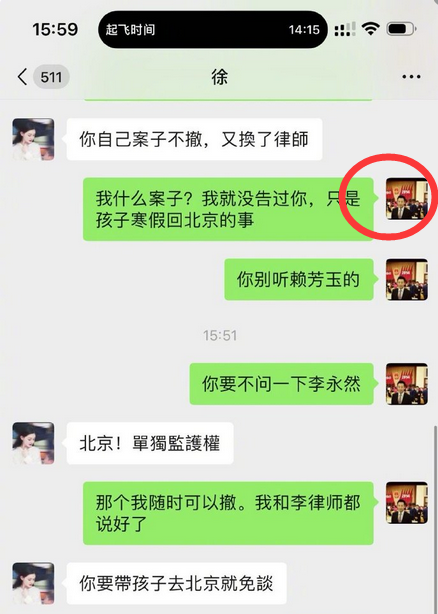 15:59
起飞时间
14:15
511
徐
你自己案子不撤，又換了律師
我什么案子？我就没告过你，只是
孩子寒假回北京的事
你别听赖芳玉的
15:51
你要不问一下李永然
北京！單獨監護權
那个我随时可以撤。我和李律师都
说好了
你要帶孩子去北京就免談